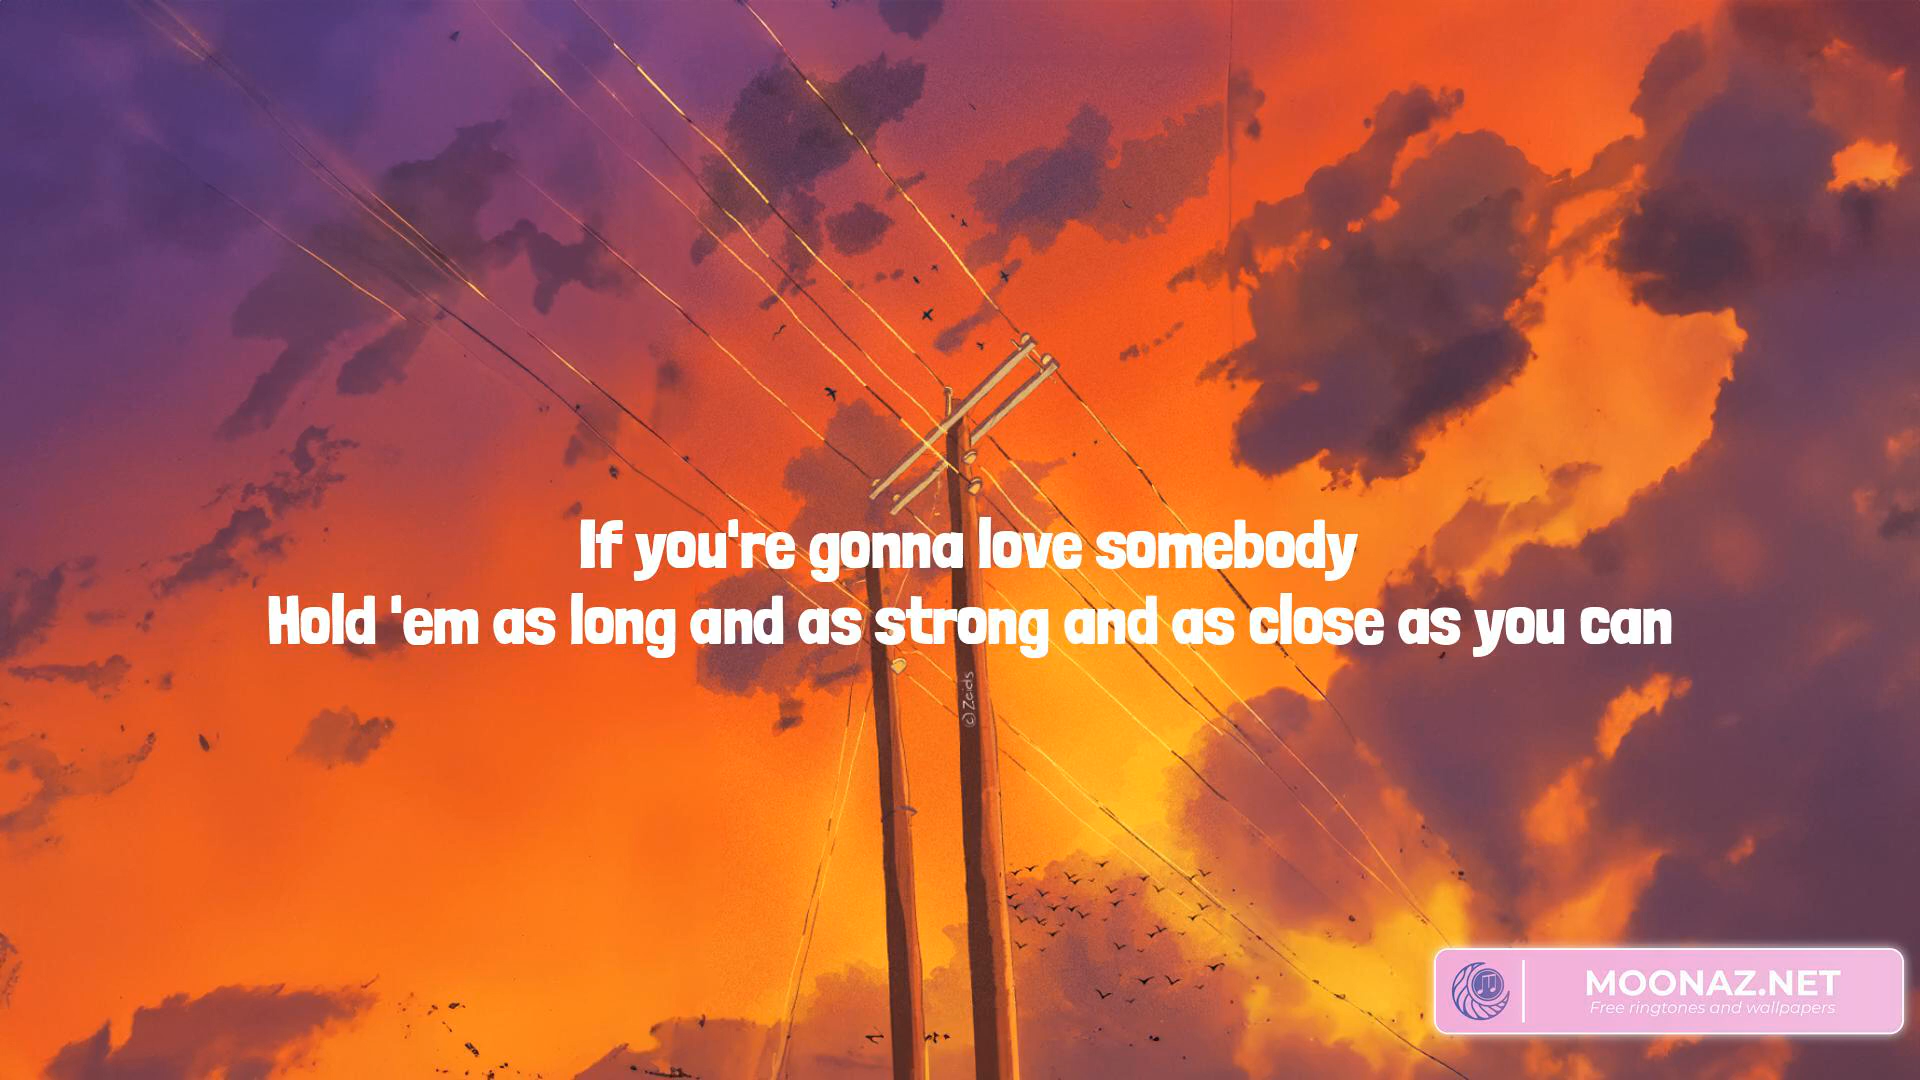 If you're gonna love somebody
Hold 'em as long and as strong and as close as you can
© Zcids
MOONAZ.NET
Free ringtones and wallpapers